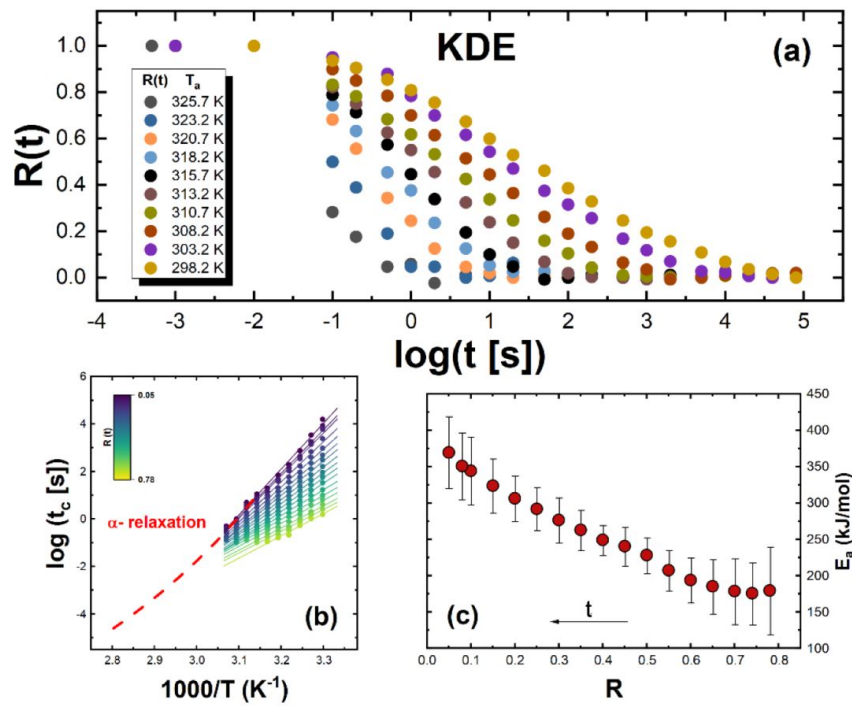 KDE
(a)
R(t)
1.0
0.8
0.6
0.4
0.2
0.0
R(t) T_a
325.7 K
323.2 K
320.7 K
318.2 K
315.7 K
313.2 K
310.7 K
308.2 K
303.2 K
298.2 K
-4 -3 -2 -1 0 1 2 3 4 5
log(t [s])
log (t_c [s])
6
4
2
0
-2
-4
R (t)
0.05
0.78
α- relaxation
(b)
2.8 2.9 3.0 3.1 3.2 3.3
1000/T (K⁻¹)
450
400
350
300
250
200
150
100
E_a (kJ/mol)
(c)
t
0.0 0.1 0.2 0.3 0.4 0.5 0.6 0.7 0.8
R